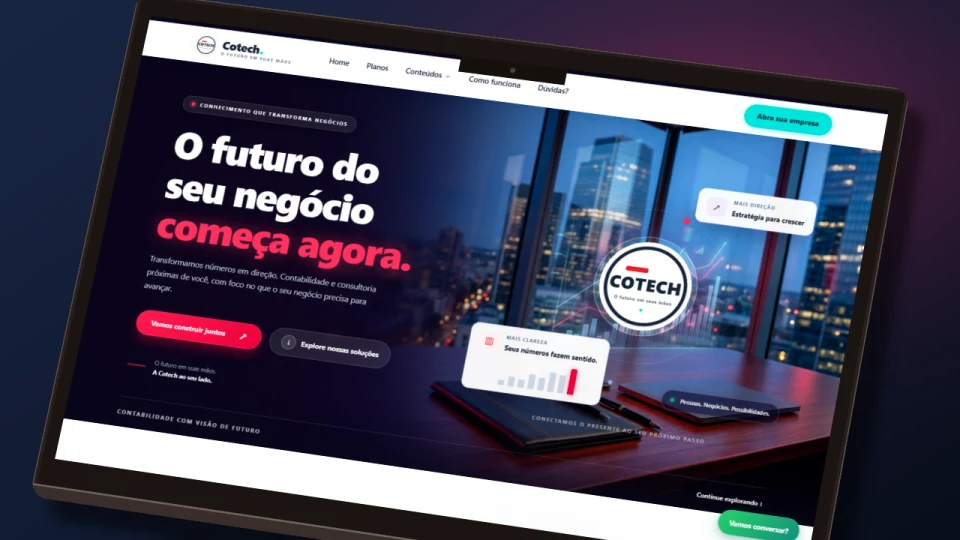 COTECH
Cotech.
O FUTURO EM SUAS MÃOS
Home
Planos
Conteúdos
Como funciona
Dúvidas?
Abra sua empresa
CONHECIMENTO QUE TRANSFORMA NEGÓCIOS
O futuro do
seu negócio
começa agora.
Transformamos números em direção. Contabilidade e consultoria
próximas de você, com foco no que o seu negócio precisa para
avançar.
Vamos construir juntos ↗
↓ Explore nossas soluções
O futuro em suas mãos.
A Cotech ao seu lado.
MAIS DIREÇÃO
Estratégia para crescer
COTECH
O futuro em suas mãos
MAIS CLAREZA
Seus números fazem sentido.
Pessoas. Negócios. Possibilidades.
CONECTAMOS O PRESENTE AO SEU PRÓXIMO PASSO
CONTABILIDADE COM VISÃO DE FUTURO
Continue explorando ↓
Vamos conversar?